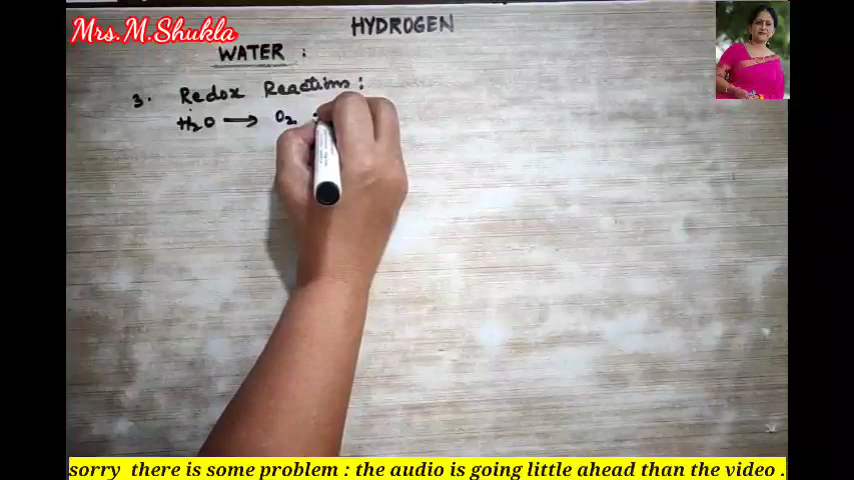 Mrs.M.Shukla
HYDROGEN
WATER :
3. Redox Reactions :
H₂O ⟶ O₂
sorry there is some problem : the audio is going little ahead than the video .